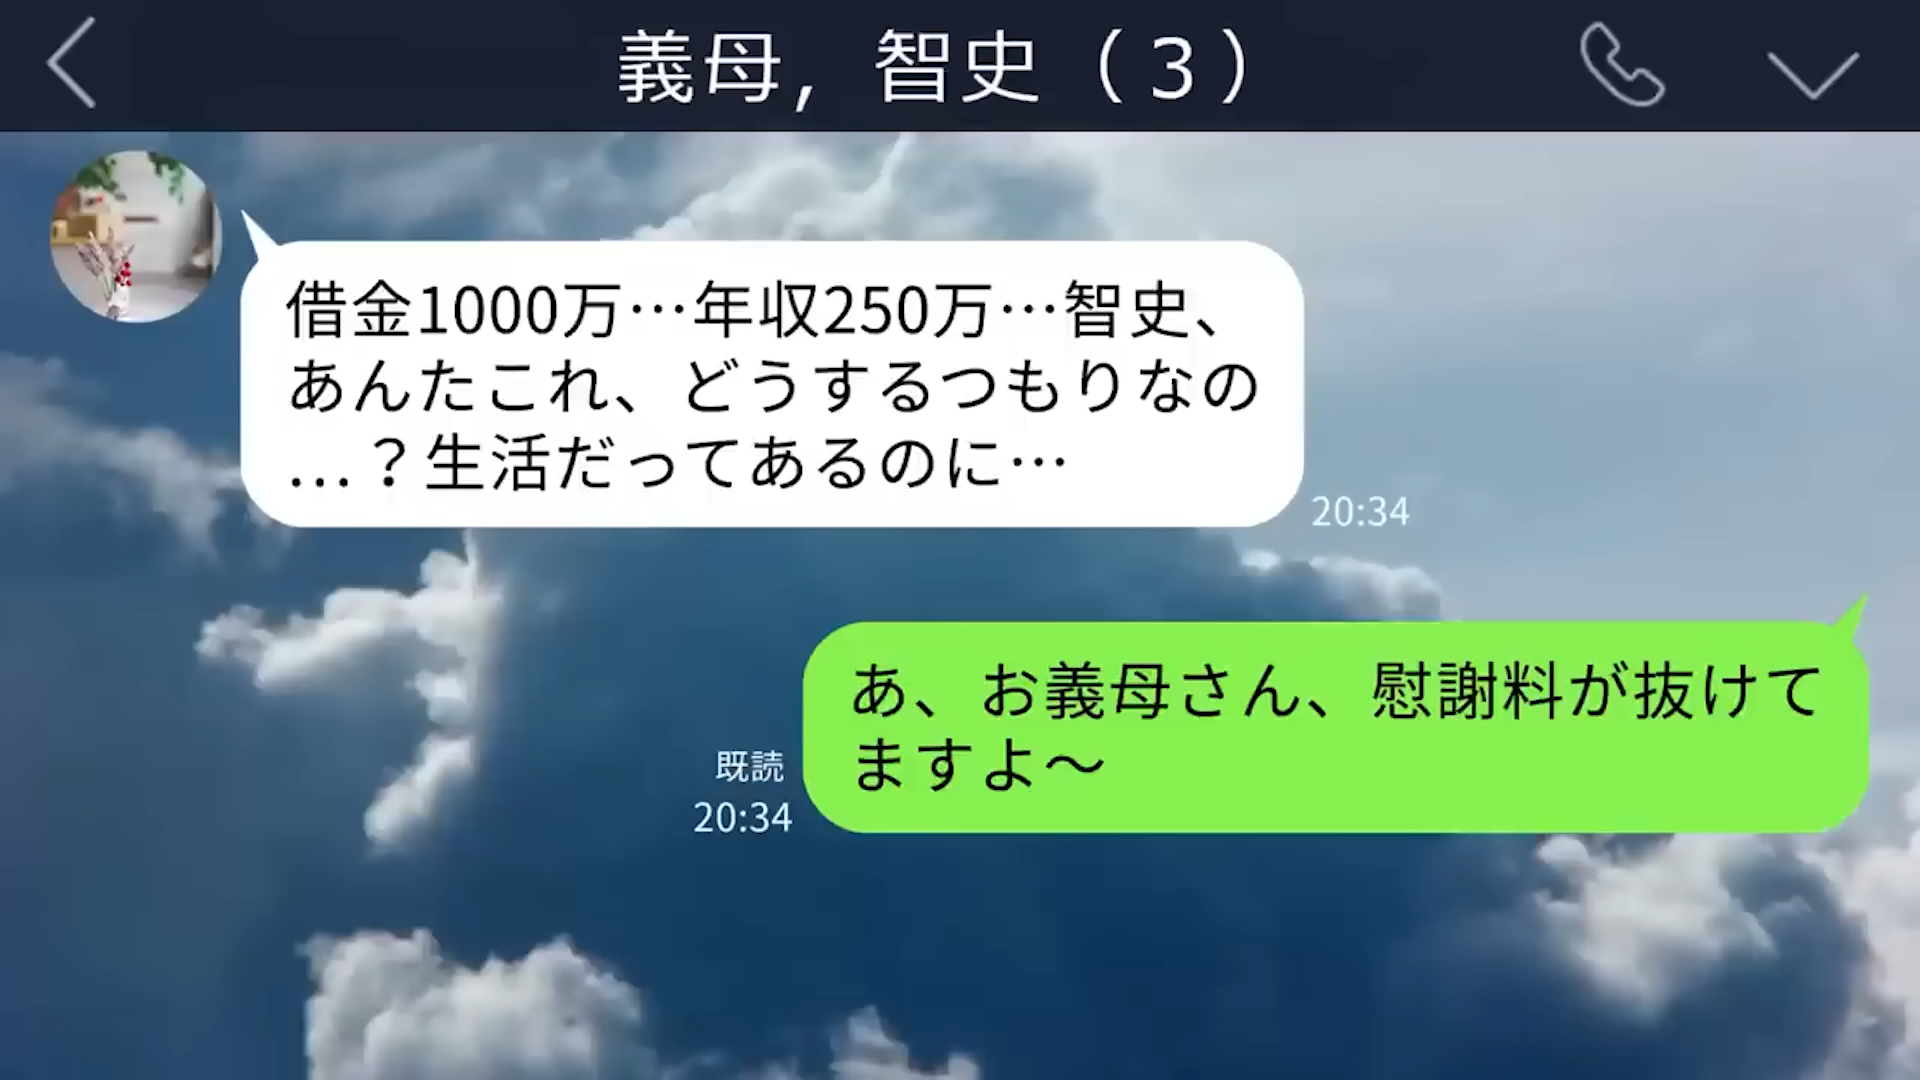 義母，智史（３）
借金1000万…年収250万…智史、
あんたこれ、どうするつもりなの
…？生活だってあるのに…
20:34
あ、お義母さん、慰謝料が抜けて
ますよ～
既読
20:34